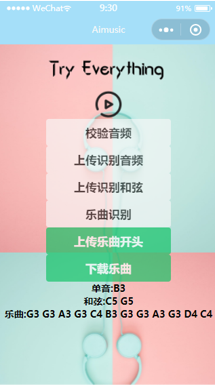 WeChat 9:30 91%
Aimusic
Try Everything
校验音频
上传识别音频
上传识别和弦
乐曲识别
上传乐曲开头
下载乐曲
单音:B3
和弦:C5 G5
乐曲:G3 G3 A3 G3 C4 B3 G3 G3 A3 G3 D4 C4